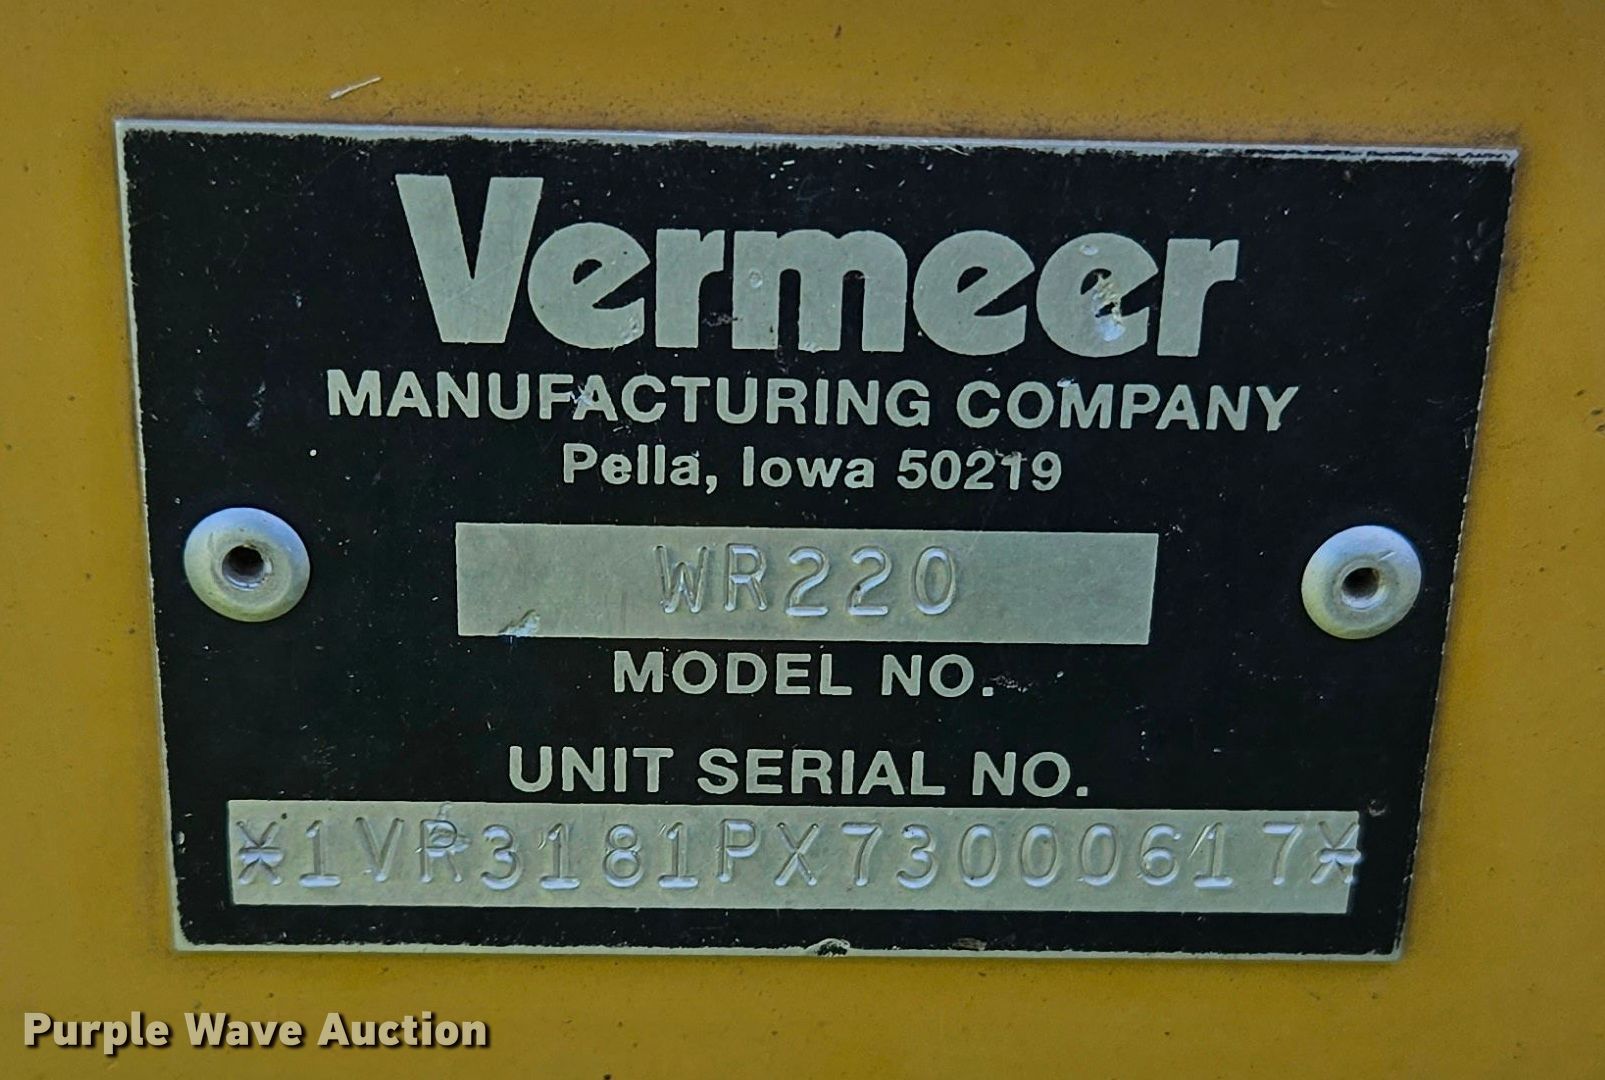 Vermeer
MANUFACTURING COMPANY
Pella, Iowa 50219
WR220
MODEL NO.
UNIT SERIAL NO.
*1VR3181PX73000617*
Purple Wave Auction